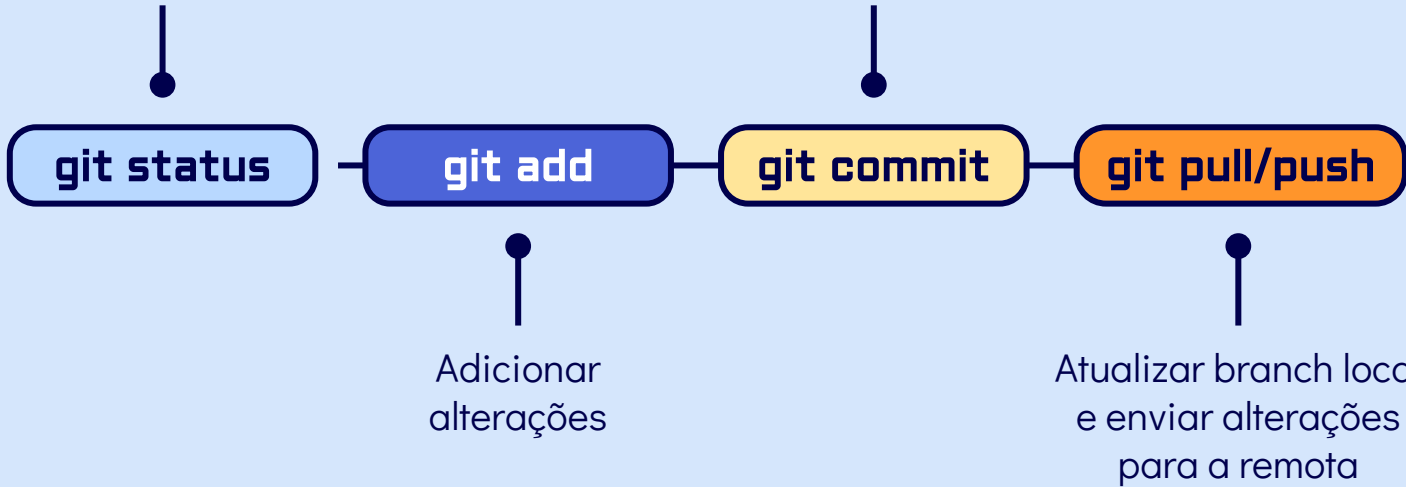 git status
git add
git commit
git pull/push
Adicionar
alterações
Atualizar branch
e enviar alterações
para a remota